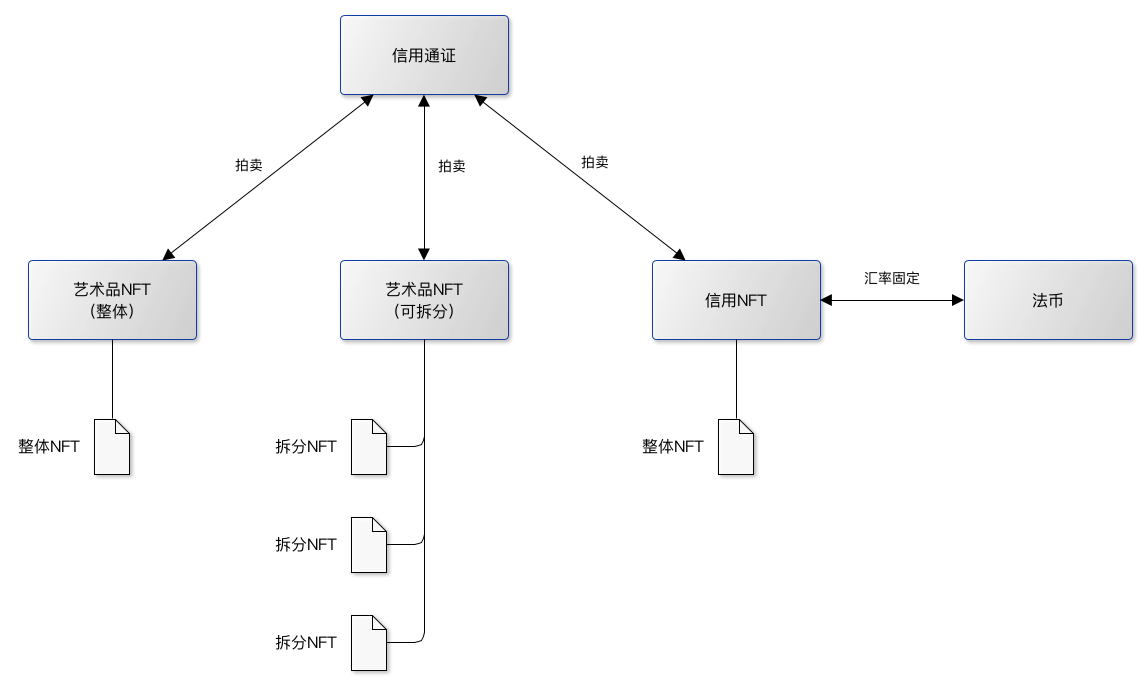 信用通证
拍卖
拍卖
拍卖
艺术品NFT
（整体）
艺术品NFT
（可拆分）
信用NFT
汇率固定
法币
整体NFT
拆分NFT
整体NFT
拆分NFT
拆分NFT